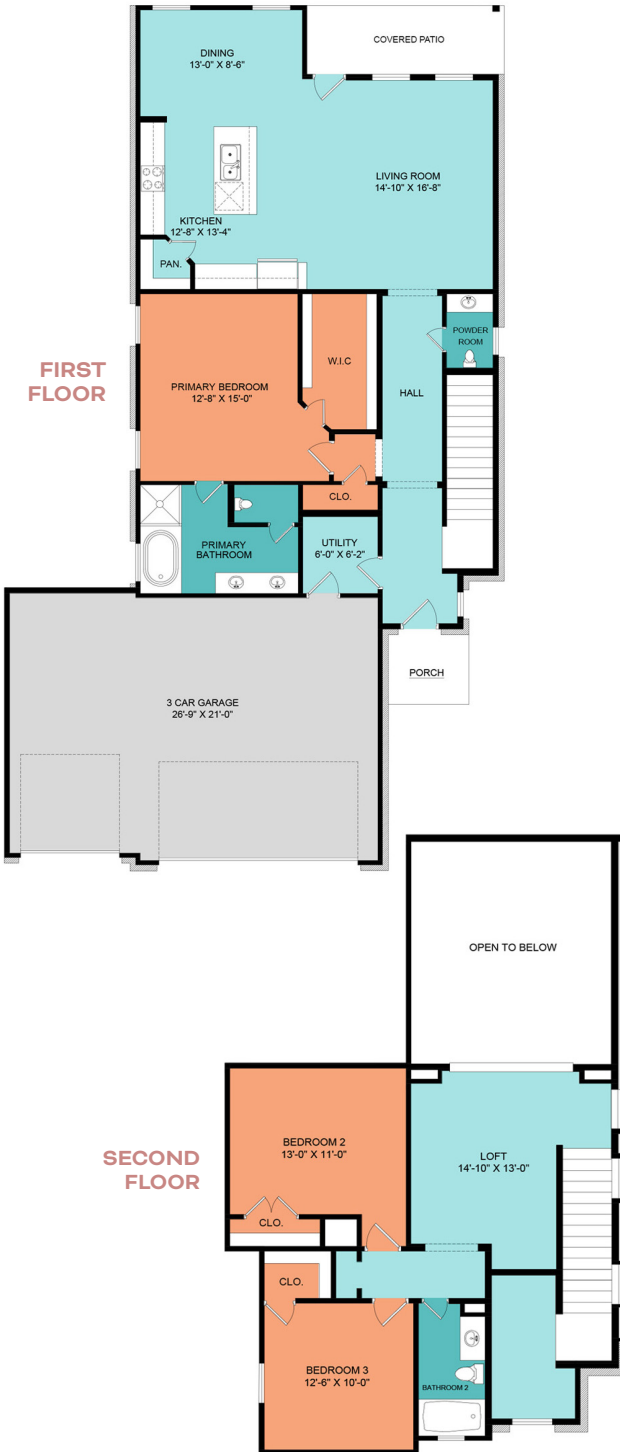 COVERED PATIO
DINING
13'-0" X 8'-6"
LIVING ROOM
14'-10" X 16'-8"
KITCHEN
12'-8" X 13'-4"
PAN.
POWDER
ROOM
W.I.C
FIRST
FLOOR
PRIMARY BEDROOM
12'-8" X 15'-0"
HALL
CLO.
PRIMARY
BATHROOM
UTILITY
6'-0" X 6'-2"
PORCH
3 CAR GARAGE
26'-9" X 21'-0"
OPEN TO BELOW
SECOND
FLOOR
BEDROOM 2
13'-0" X 11'-0"
LOFT
14'-10" X 13'-0"
CLO.
CLO.
BEDROOM 3
12'-6" X 10'-0"
BATHROOM 2